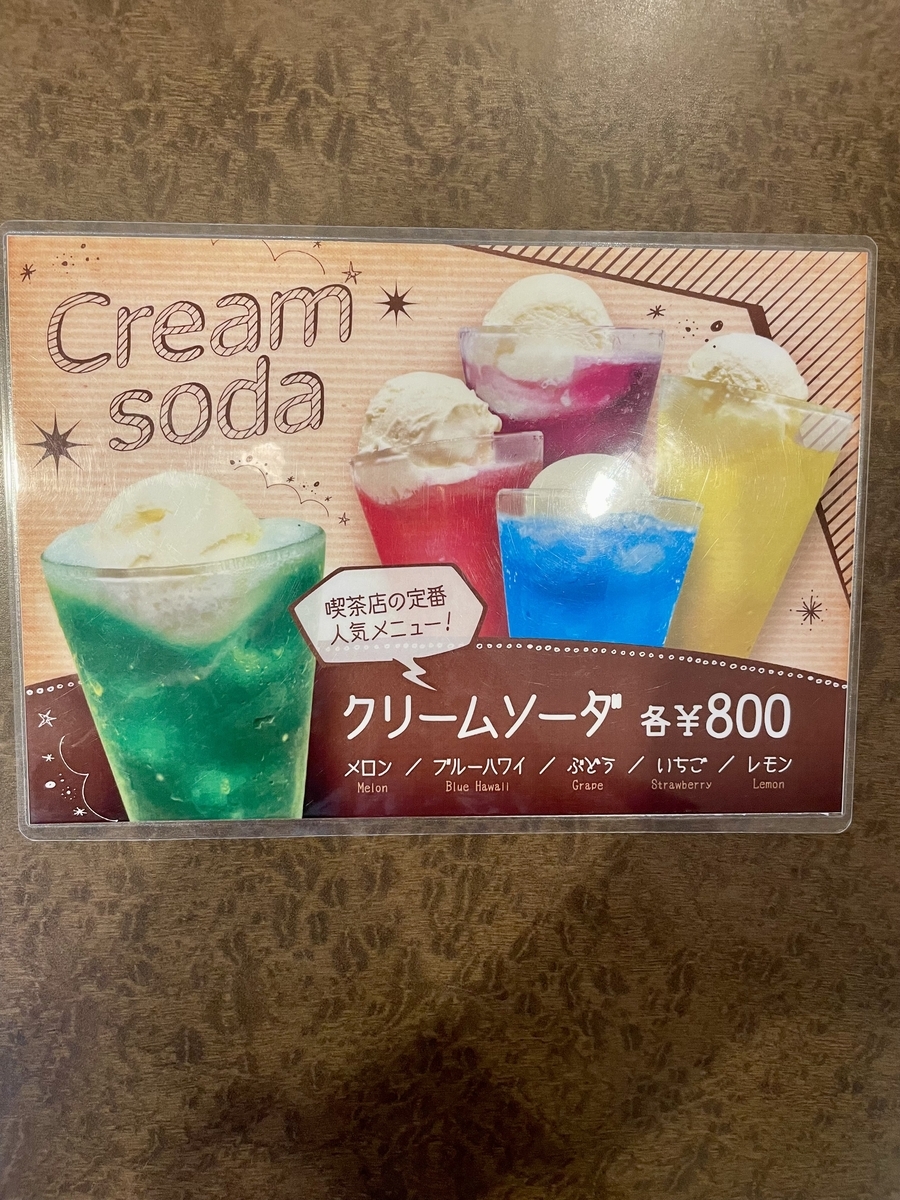 Cream
soda
喫茶店の定番
人気メニュー!
クリームソーダ 各¥800
メロン / ブルーハワイ / ぶどう / いちご / レモン
Melon Blue Hawaii Grape Strawberry Lemon